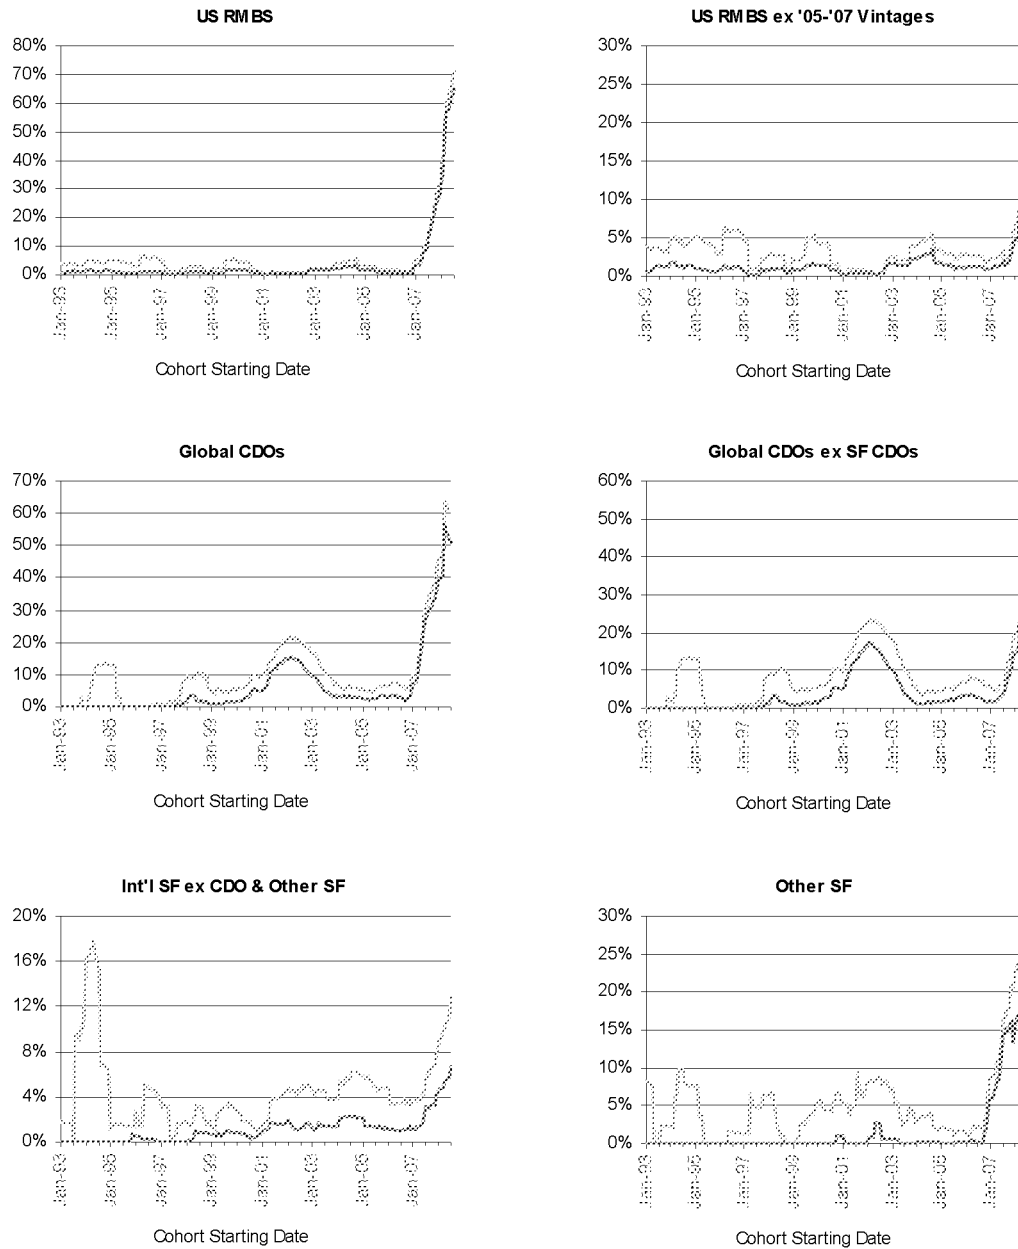 US RMBS
80%
70%
60%
50%
40%
30%
20%
10%
0%
Jan-93
Jan-95
Jan-97
Jan-99
Jan-01
Jan-03
Jan-05
Jan-07
Cohort Starting Date
US RMBS ex '05-'07 Vintages
30%
25%
20%
15%
10%
5%
0%
Jan-93
Jan-95
Jan-97
Jan-99
Jan-01
Jan-03
Jan-05
Jan-07
Cohort Starting Date
Global CDOs
70%
60%
50%
40%
30%
20%
10%
0%
Jan-93
Jan-95
Jan-97
Jan-99
Jan-01
Jan-03
Jan-05
Jan-07
Cohort Starting Date
Global CDOs ex SF CDOs
60%
50%
40%
30%
20%
10%
0%
Jan-93
Jan-95
Jan-97
Jan-99
Jan-01
Jan-03
Jan-05
Jan-07
Cohort Starting Date
Int'l SF ex CDO & Other SF
20%
16%
12%
8%
4%
0%
Jan-93
Jan-95
Jan-97
Jan-99
Jan-01
Jan-03
Jan-05
Jan-07
Cohort Starting Date
Other SF
30%
25%
20%
15%
10%
5%
0%
Jan-93
Jan-95
Jan-97
Jan-99
Jan-01
Jan-03
Jan-05
Jan-07
Cohort Starting Date